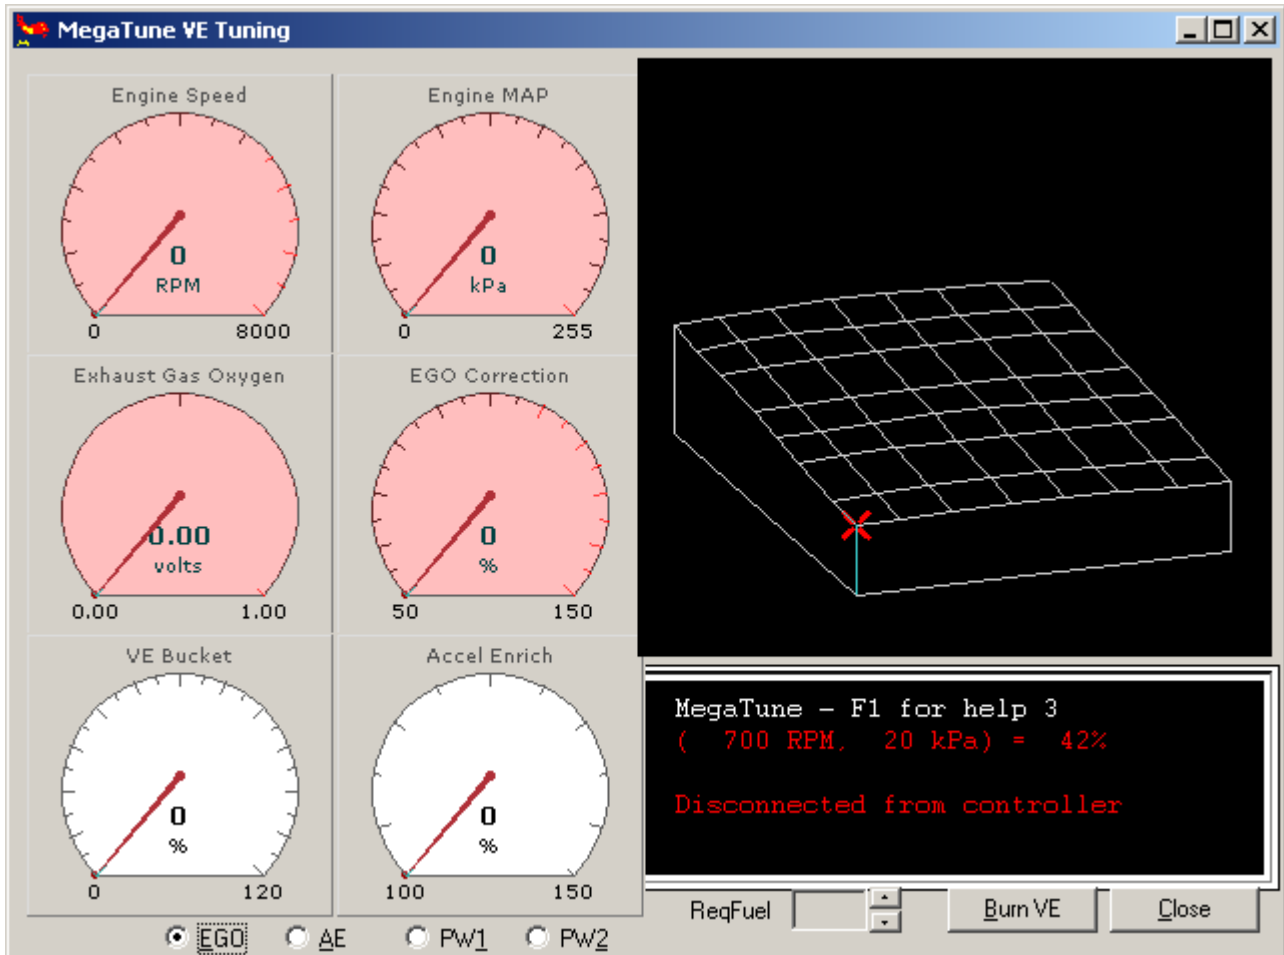 MegaTune VE Tuning
Engine Speed
0
RPM
0 8000
Engine MAP
0
kPa
0 255
Exhaust Gas Oxygen
0.00
volts
0.00 1.00
EGO Correction
0
%
50 150
VE Bucket
0
%
0 120
Accel Enrich
0
%
100 150
MegaTune – F1 for help 3
( 700 RPM, 20 kPa) = 42%
Disconnected from controller
ReqFuel Burn VE Close
EGO AE PW1 PW2